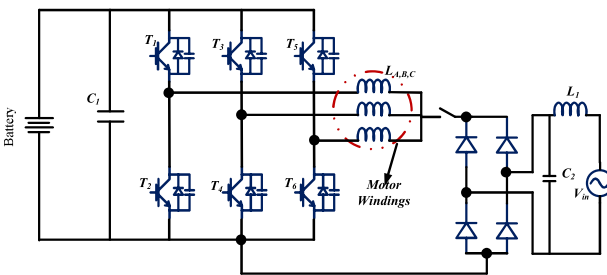 T1
T3
T5
LA,B,C
L1
C1
Battery
C2
Vin
T2
T4
T6
Motor
Windings